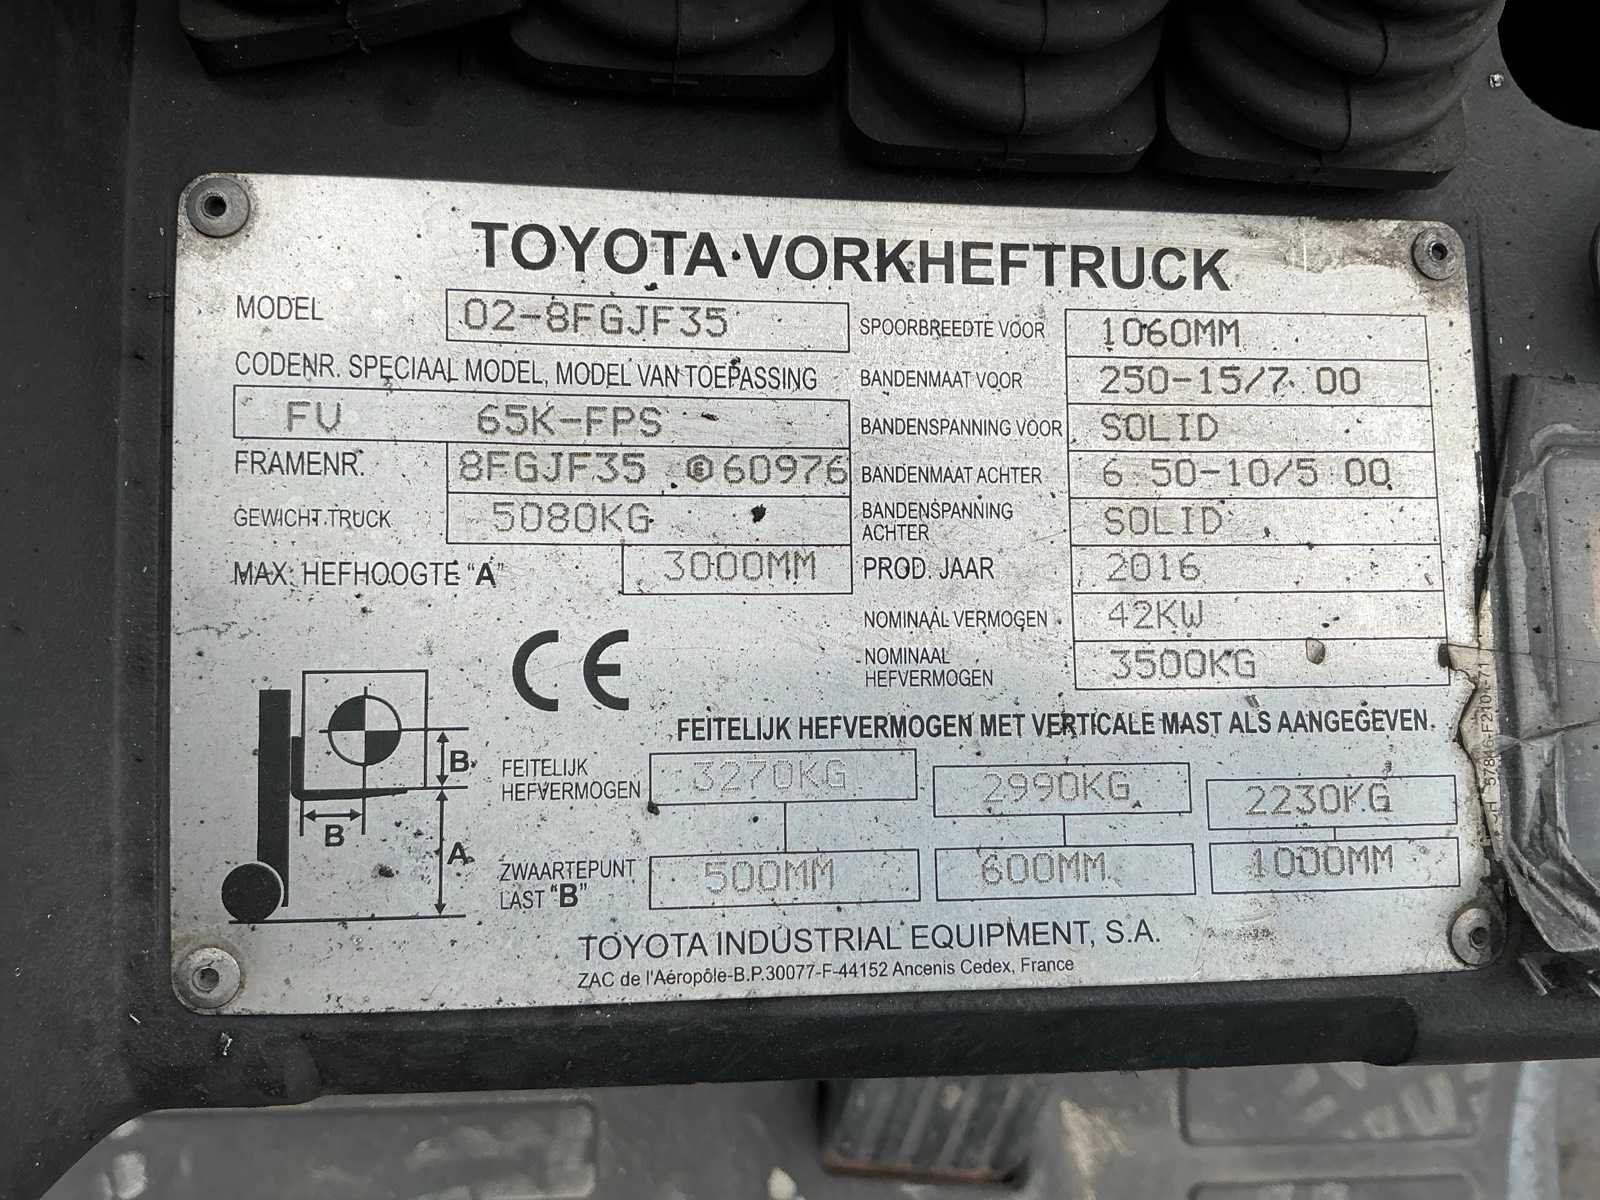 TOYOTA VORKHEFTRUCK
MODEL 02-8FGJF35
CODENR. SPECIAAL MODEL, MODEL VAN TOEPASSING
FV 65K-FPS
FRAMENR. 8FGJF35 Ⓔ60976
GEWICHT TRUCK 5080KG
MAX. HEFHOOGTE "A" 3000MM
SPOORBREEDTE VOOR 1060MM
BANDENMAAT VOOR 250-15/7.00
BANDENSPANNING VOOR SOLID
BANDENMAAT ACHTER 6.50-10/5.00
BANDENSPANNING
ACHTER SOLID
PROD. JAAR 2016
NOMINAAL VERMOGEN 42KW
NOMINAAL
HEFVERMOGEN 3500KG
CE
FEITELIJK HEFVERMOGEN MET VERTICALE MAST ALS AANGEGEVEN.
FEITELIJK
HEFVERMOGEN 3270KG 2990KG 2230KG
ZWAARTEPUNT
LAST "B" 500MM 600MM 1000MM
B
B
A
TOYOTA INDUSTRIAL EQUIPMENT, S.A.
ZAC de l'Aéropôle-B.P.30077-F-44152 Ancenis Cedex, France